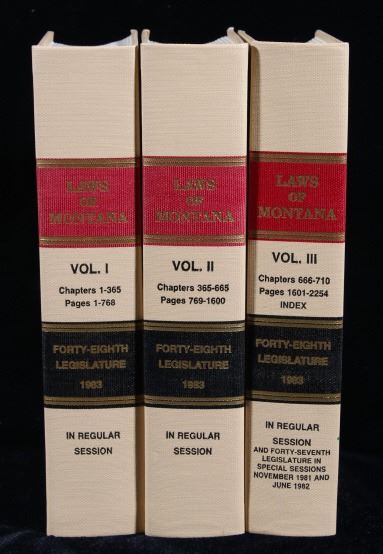 LAWS
OF
MONTANA
VOL. I
Chapters 1-365
Pages 1-768
FORTY-EIGHTH
LEGISLATURE
1983
IN REGULAR
SESSION
LAWS
OF
MONTANA
VOL. II
Chapters 365-665
Pages 769-1600
FORTY-EIGHTH
LEGISLATURE
1983
IN REGULAR
SESSION
LAWS
OF
MONTANA
VOL. III
Chapters 666-710
Pages 1601-2254
INDEX
FORTY-EIGHTH
LEGISLATURE
1983
IN REGULAR
SESSION
AND FORTY-SEVENTH
LEGISLATURE IN
SPECIAL SESSIONS
NOVEMBER 1981 AND
JUNE 1982